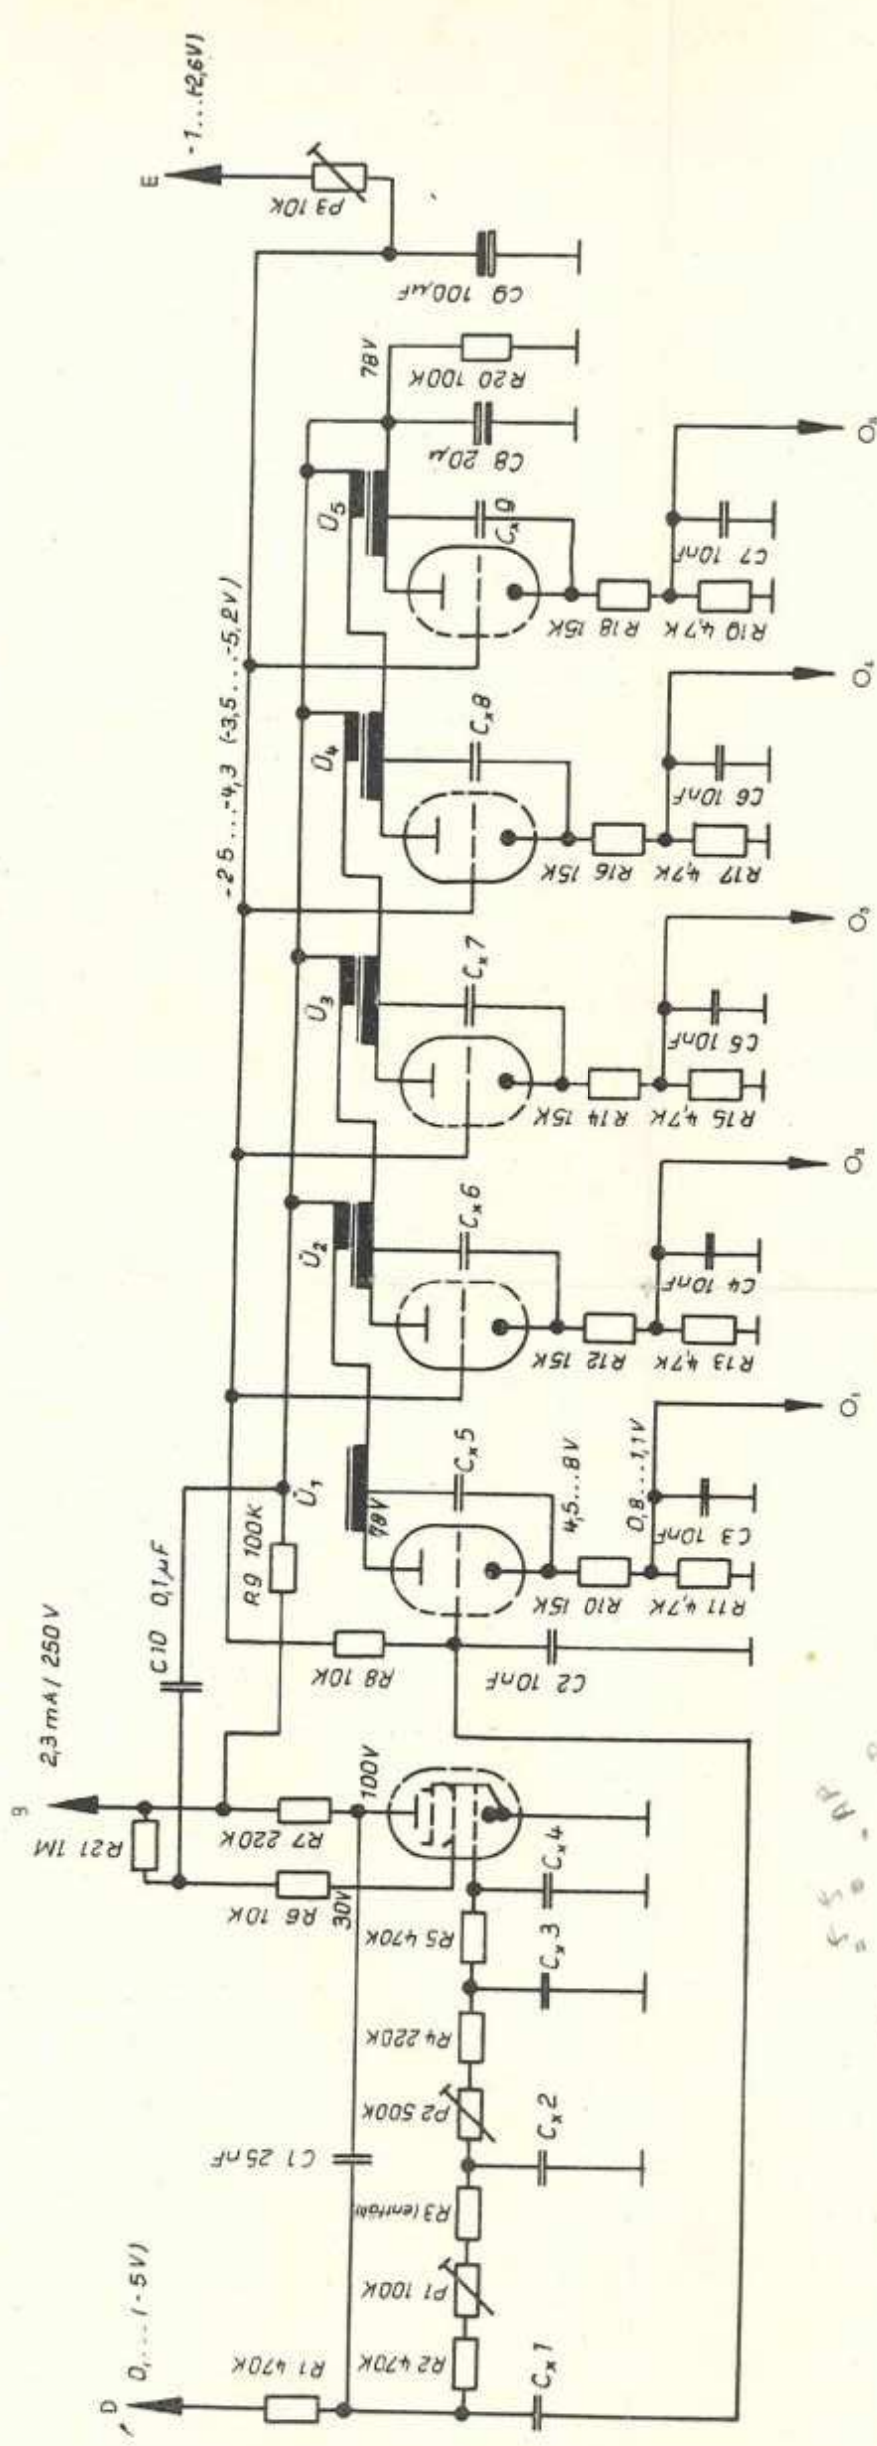 D
0,...(-5V)
R1 470K
R2 470K
P1 100K
R3 (entfällt)
P2 500K
R4 220K
R5 470K
Cx1
Cx2
Cx3
Cx4
C1 25nF
9
2,3mA / 250V
R21 1M
R6 10K
30V
R7 220K
100V
C10 0,1µF
R9 100K
R8 10K
C2 10nF
-25...-4,3 (-3,5...-5,2V)
Ü1
78V
Cx5
4,5...8V
15K R10
0,8...1,1V
4,7K R11
C3 10nF
O1
Ü2
Cx6
15K R12
4,7K R13
C4 10nF
O2
Ü3
Cx7
15K R14
4,7K R15
C5 10nF
O3
Ü4
Cx8
15K R16
4,7K R17
C6 10nF
O4
Ü5
Cx9
15K R18
4,7K R19
C7 10nF
O5
C8 20µ
78V
R20 100K
C9 100µF
P3 10K
E
-1...(-2,6V)